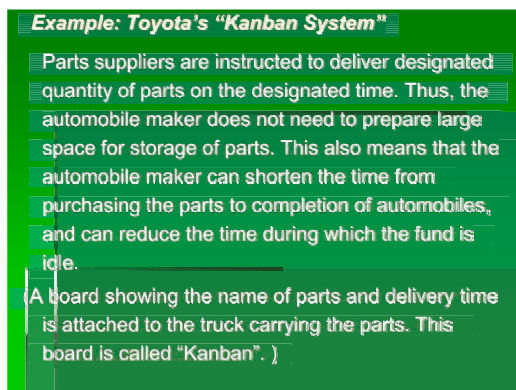 Example: Toyota's "Kanban System"
Parts suppliers are instructed to deliver designated
quantity of parts on the designated time. Thus, the
automobile maker does not need to prepare large
space for storage of parts. This also means that the
automobile maker can shorten the time from
purchasing the parts to completion of automobiles,
and can reduce the time during which the fund is
idle.
(A board showing the name of parts and delivery time
is attached to the truck carrying the parts. This
board is called “Kanban”. )